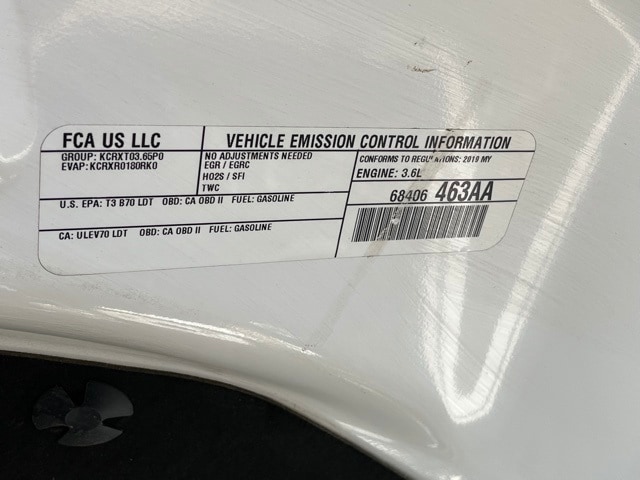 FCA US LLC
VEHICLE EMISSION CONTROL INFORMATION
GROUP: KCRXT03.65P0
EVAP: KCRXR0180RK0
NO ADJUSTMENTS NEEDED
EGR / EGRC
HO2S / SFI
TWC
CONFORMS TO REGULATIONS: 2019 MY
ENGINE: 3.6L
68406 463AA
U.S. EPA: T3 B70 LDT OBD: CA OBD II FUEL: GASOLINE
CA: ULEV70 LDT OBD: CA OBD II FUEL: GASOLINE